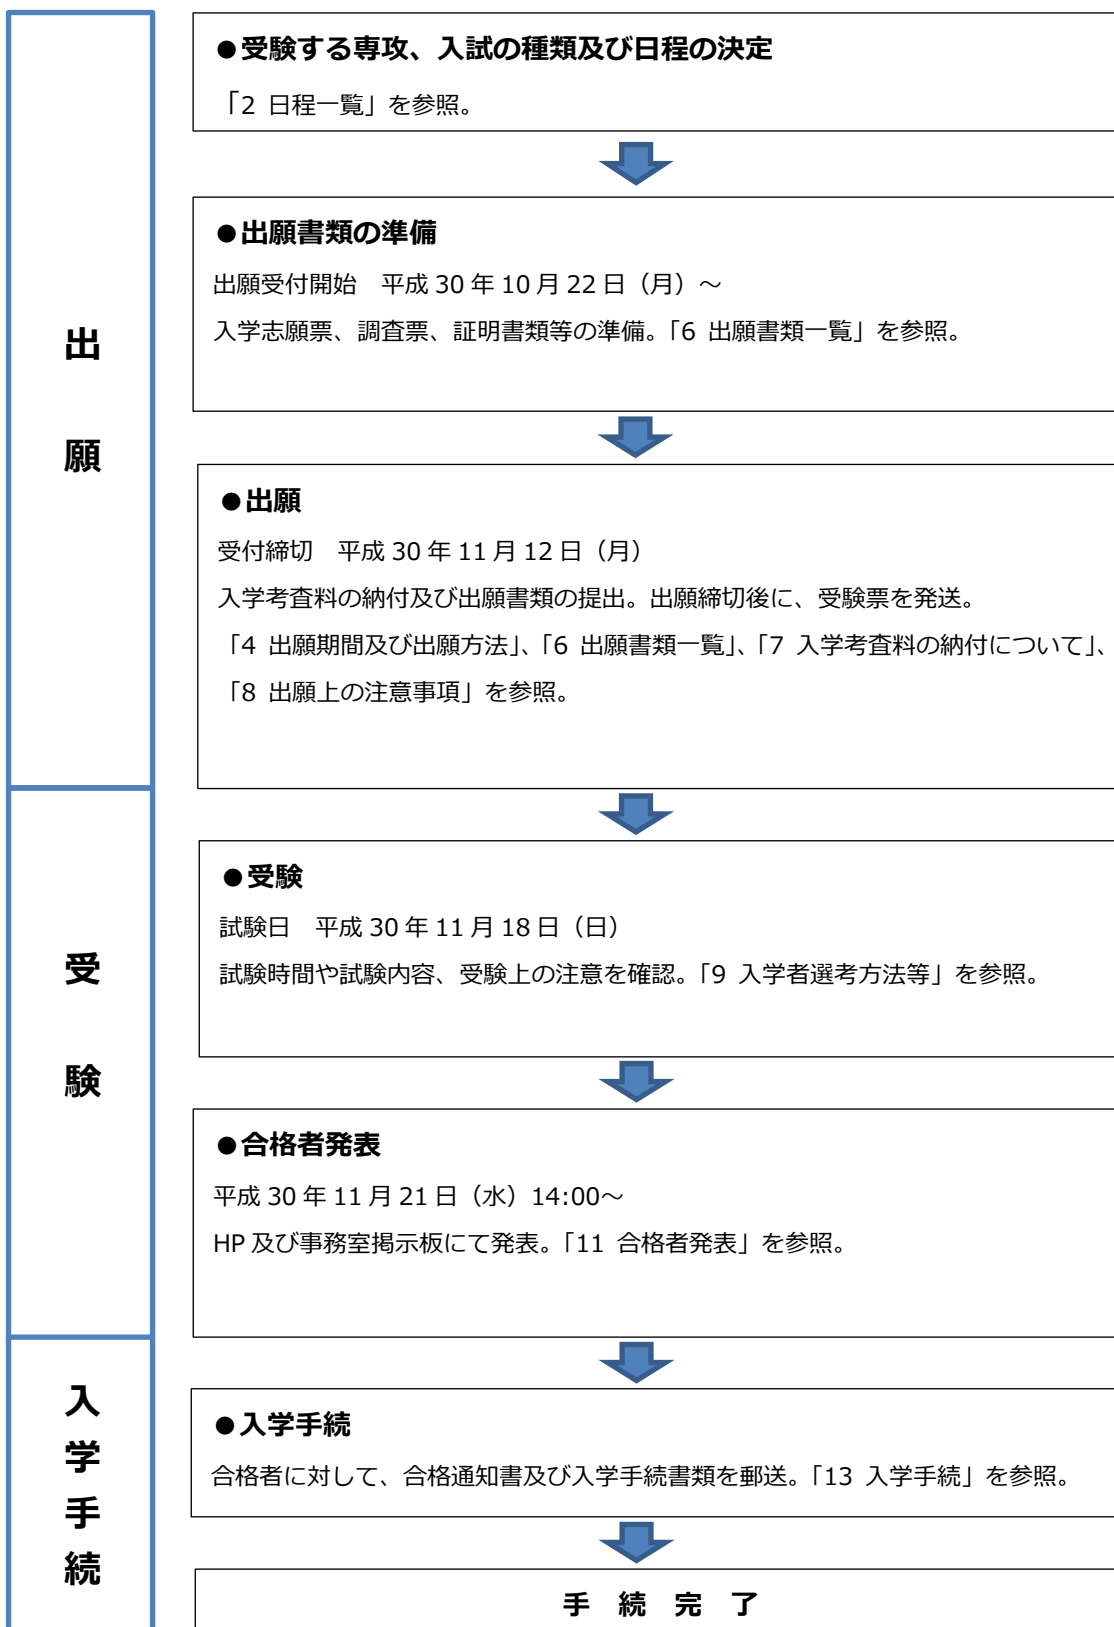 出願
●受験する専攻、入試の種類及び日程の決定
「2 日程一覧」を参照。
●出願書類の準備
出願受付開始　平成 30 年 10 月 22 日（月）～
入学志願票、調査票、証明書類等の準備。「6 出願書類一覧」を参照。
●出願
受付締切　平成 30 年 11 月 12 日（月）
入学考査料の納付及び出願書類の提出。出願締切後に、受験票を発送。
「4 出願期間及び出願方法」、「6 出願書類一覧」、「7 入学考査料の納付について」、
「8 出願上の注意事項」を参照。
受験
●受験
試験日　平成 30 年 11 月 18 日（日）
試験時間や試験内容、受験上の注意を確認。「9 入学者選考方法等」を参照。
●合格者発表
平成 30 年 11 月 21 日（水）14:00～
HP 及び事務室掲示板にて発表。「11 合格者発表」を参照。
入学手続
●入学手続
合格者に対して、合格通知書及び入学手続書類を郵送。「13 入学手続」を参照。
手　続　完　了